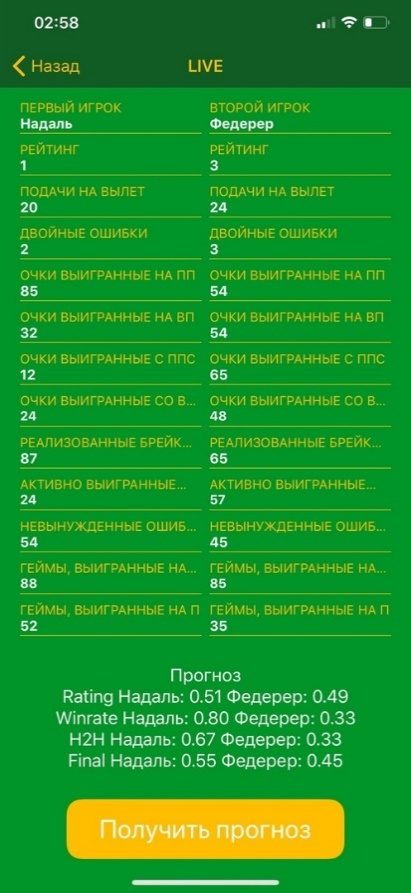 02:58
Назад
LIVE
ПЕРВЫЙ ИГРОК ВТОРОЙ ИГРОК
Надаль Федерер
РЕЙТИНГ РЕЙТИНГ
1 3
ПОДАЧИ НА ВЫЛЕТ ПОДАЧИ НА ВЫЛЕТ
20 24
ДВОЙНЫЕ ОШИБКИ ДВОЙНЫЕ ОШИБКИ
2 3
ОЧКИ ВЫИГРАННЫЕ НА ПП ОЧКИ ВЫИГРАННЫЕ НА ПП
85 54
ОЧКИ ВЫИГРАННЫЕ НА ВП ОЧКИ ВЫИГРАННЫЕ НА ВП
32 54
ОЧКИ ВЫИГРАННЫЕ С ППС ОЧКИ ВЫИГРАННЫЕ С ППС
12 65
ОЧКИ ВЫИГРАННЫЕ СО В... ОЧКИ ВЫИГРАННЫЕ СО В...
24 48
РЕАЛИЗОВАННЫЕ БРЕЙК... РЕАЛИЗОВАННЫЕ БРЕЙК...
87 65
АКТИВНО ВЫИГРАННЫЕ... АКТИВНО ВЫИГРАННЫЕ...
24 57
НЕВЫНУЖДЕННЫЕ ОШИБ... НЕВЫНУЖДЕННЫЕ ОШИБ...
54 45
ГЕЙМЫ, ВЫИГРАННЫЕ НА... ГЕЙМЫ, ВЫИГРАННЫЕ НА...
88 85
ГЕЙМЫ, ВЫИГРАННЫЕ НА П ГЕЙМЫ, ВЫИГРАННЫЕ НА П
52 35
Прогноз
Rating Надаль: 0.51 Федерер: 0.49
Winrate Надаль: 0.80 Федерер: 0.33
H2H Надаль: 0.67 Федерер: 0.33
Final Надаль: 0.55 Федерер: 0.45
Получить прогноз